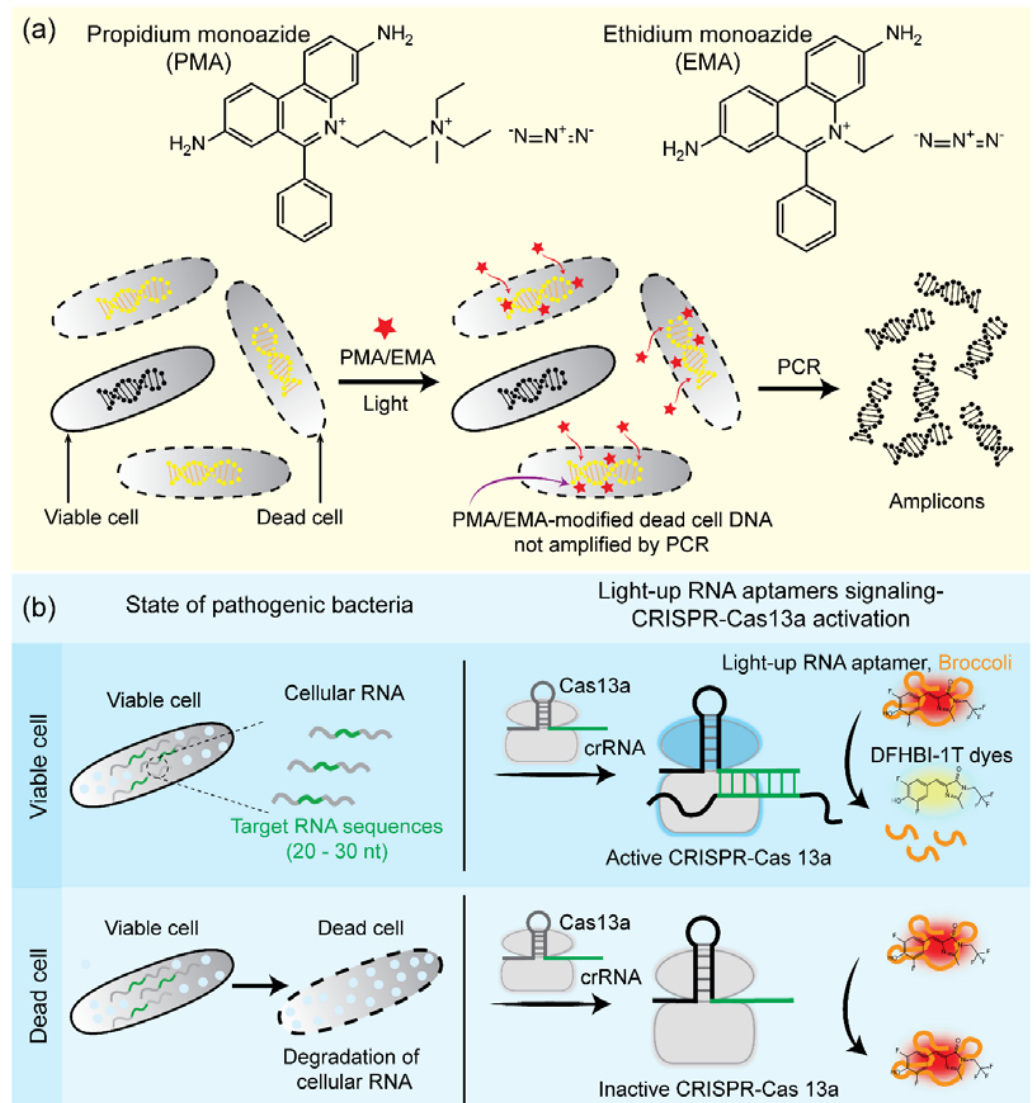 (a)
Propidium monoazide
(PMA)
NH₂
H₂N
N⁺
N⁺
⁻N=N⁺=N⁻
Ethidium monoazide
(EMA)
NH₂
H₂N
N⁺
⁻N=N⁺=N⁻
PMA/EMA
Light
PCR
Viable cell
Dead cell
PMA/EMA-modified dead cell DNA
not amplified by PCR
Amplicons
(b)
State of pathogenic bacteria
Light-up RNA aptamers signaling-
CRISPR-Cas13a activation
Viable cell
Viable cell
Cellular RNA
Target RNA sequences
(20 - 30 nt)
Cas13a
crRNA
Active CRISPR-Cas 13a
Light-up RNA aptamer, Broccoli
DFHBI-1T dyes
Dead cell
Viable cell
Dead cell
Degradation of
cellular RNA
Cas13a
crRNA
Inactive CRISPR-Cas 13a